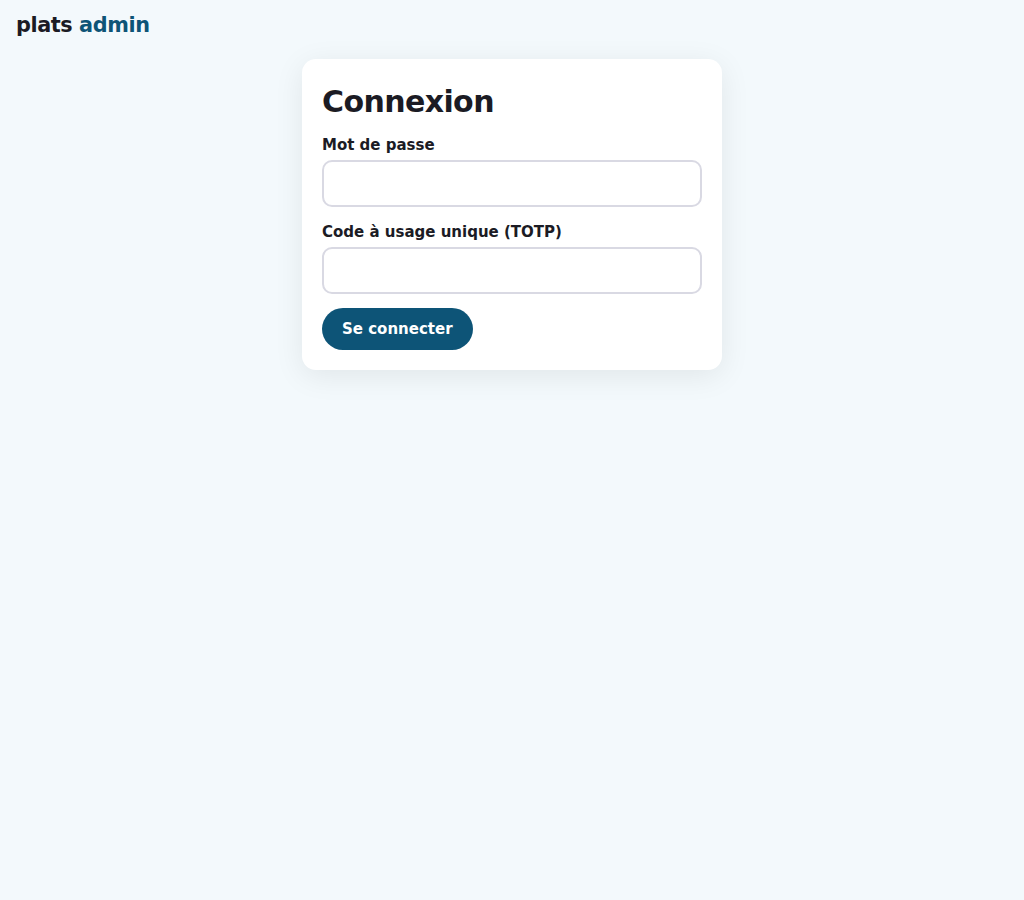 plats admin
Connexion
Mot de passe
Code à usage unique (TOTP)
Se connecter